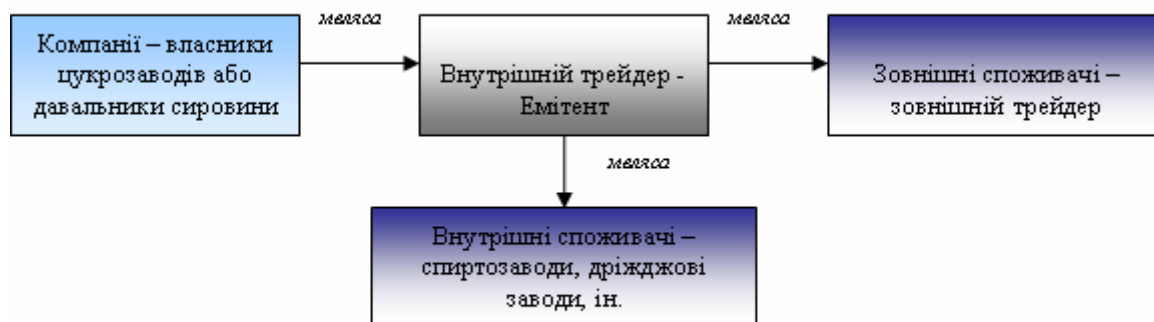 меляса
меляса
Компанії – власники
цукрозаводів або
давальники сировини
Внутрішній трейдер -
Емітент
Зовнішні споживачі –
зовнішній трейдер
меляса
Внутрішні споживачі –
спиртозаводи, дріжджові
заводи, ін.